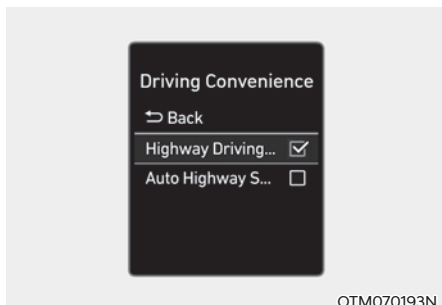 Driving Convenience
Back
Highway Driving...
Auto Highway S...
OTM070193N